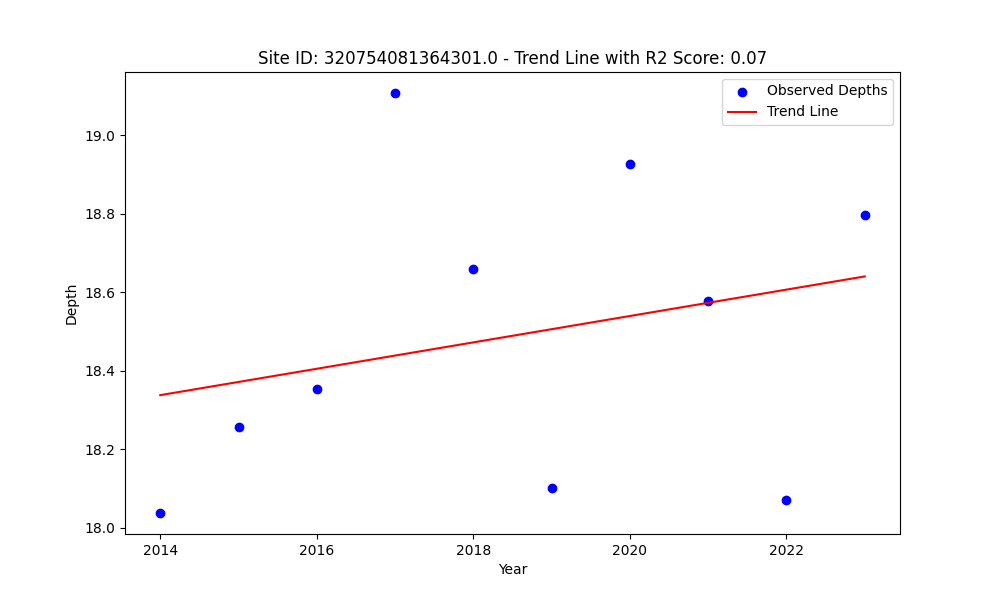 Site ID: 320754081364301.0 - Trend Line with R2 Score: 0.07
Observed Depths
Trend Line
19.0
18.8
18.6
18.4
18.2
18.0
Depth
2014
2016
2018
2020
2022
Year